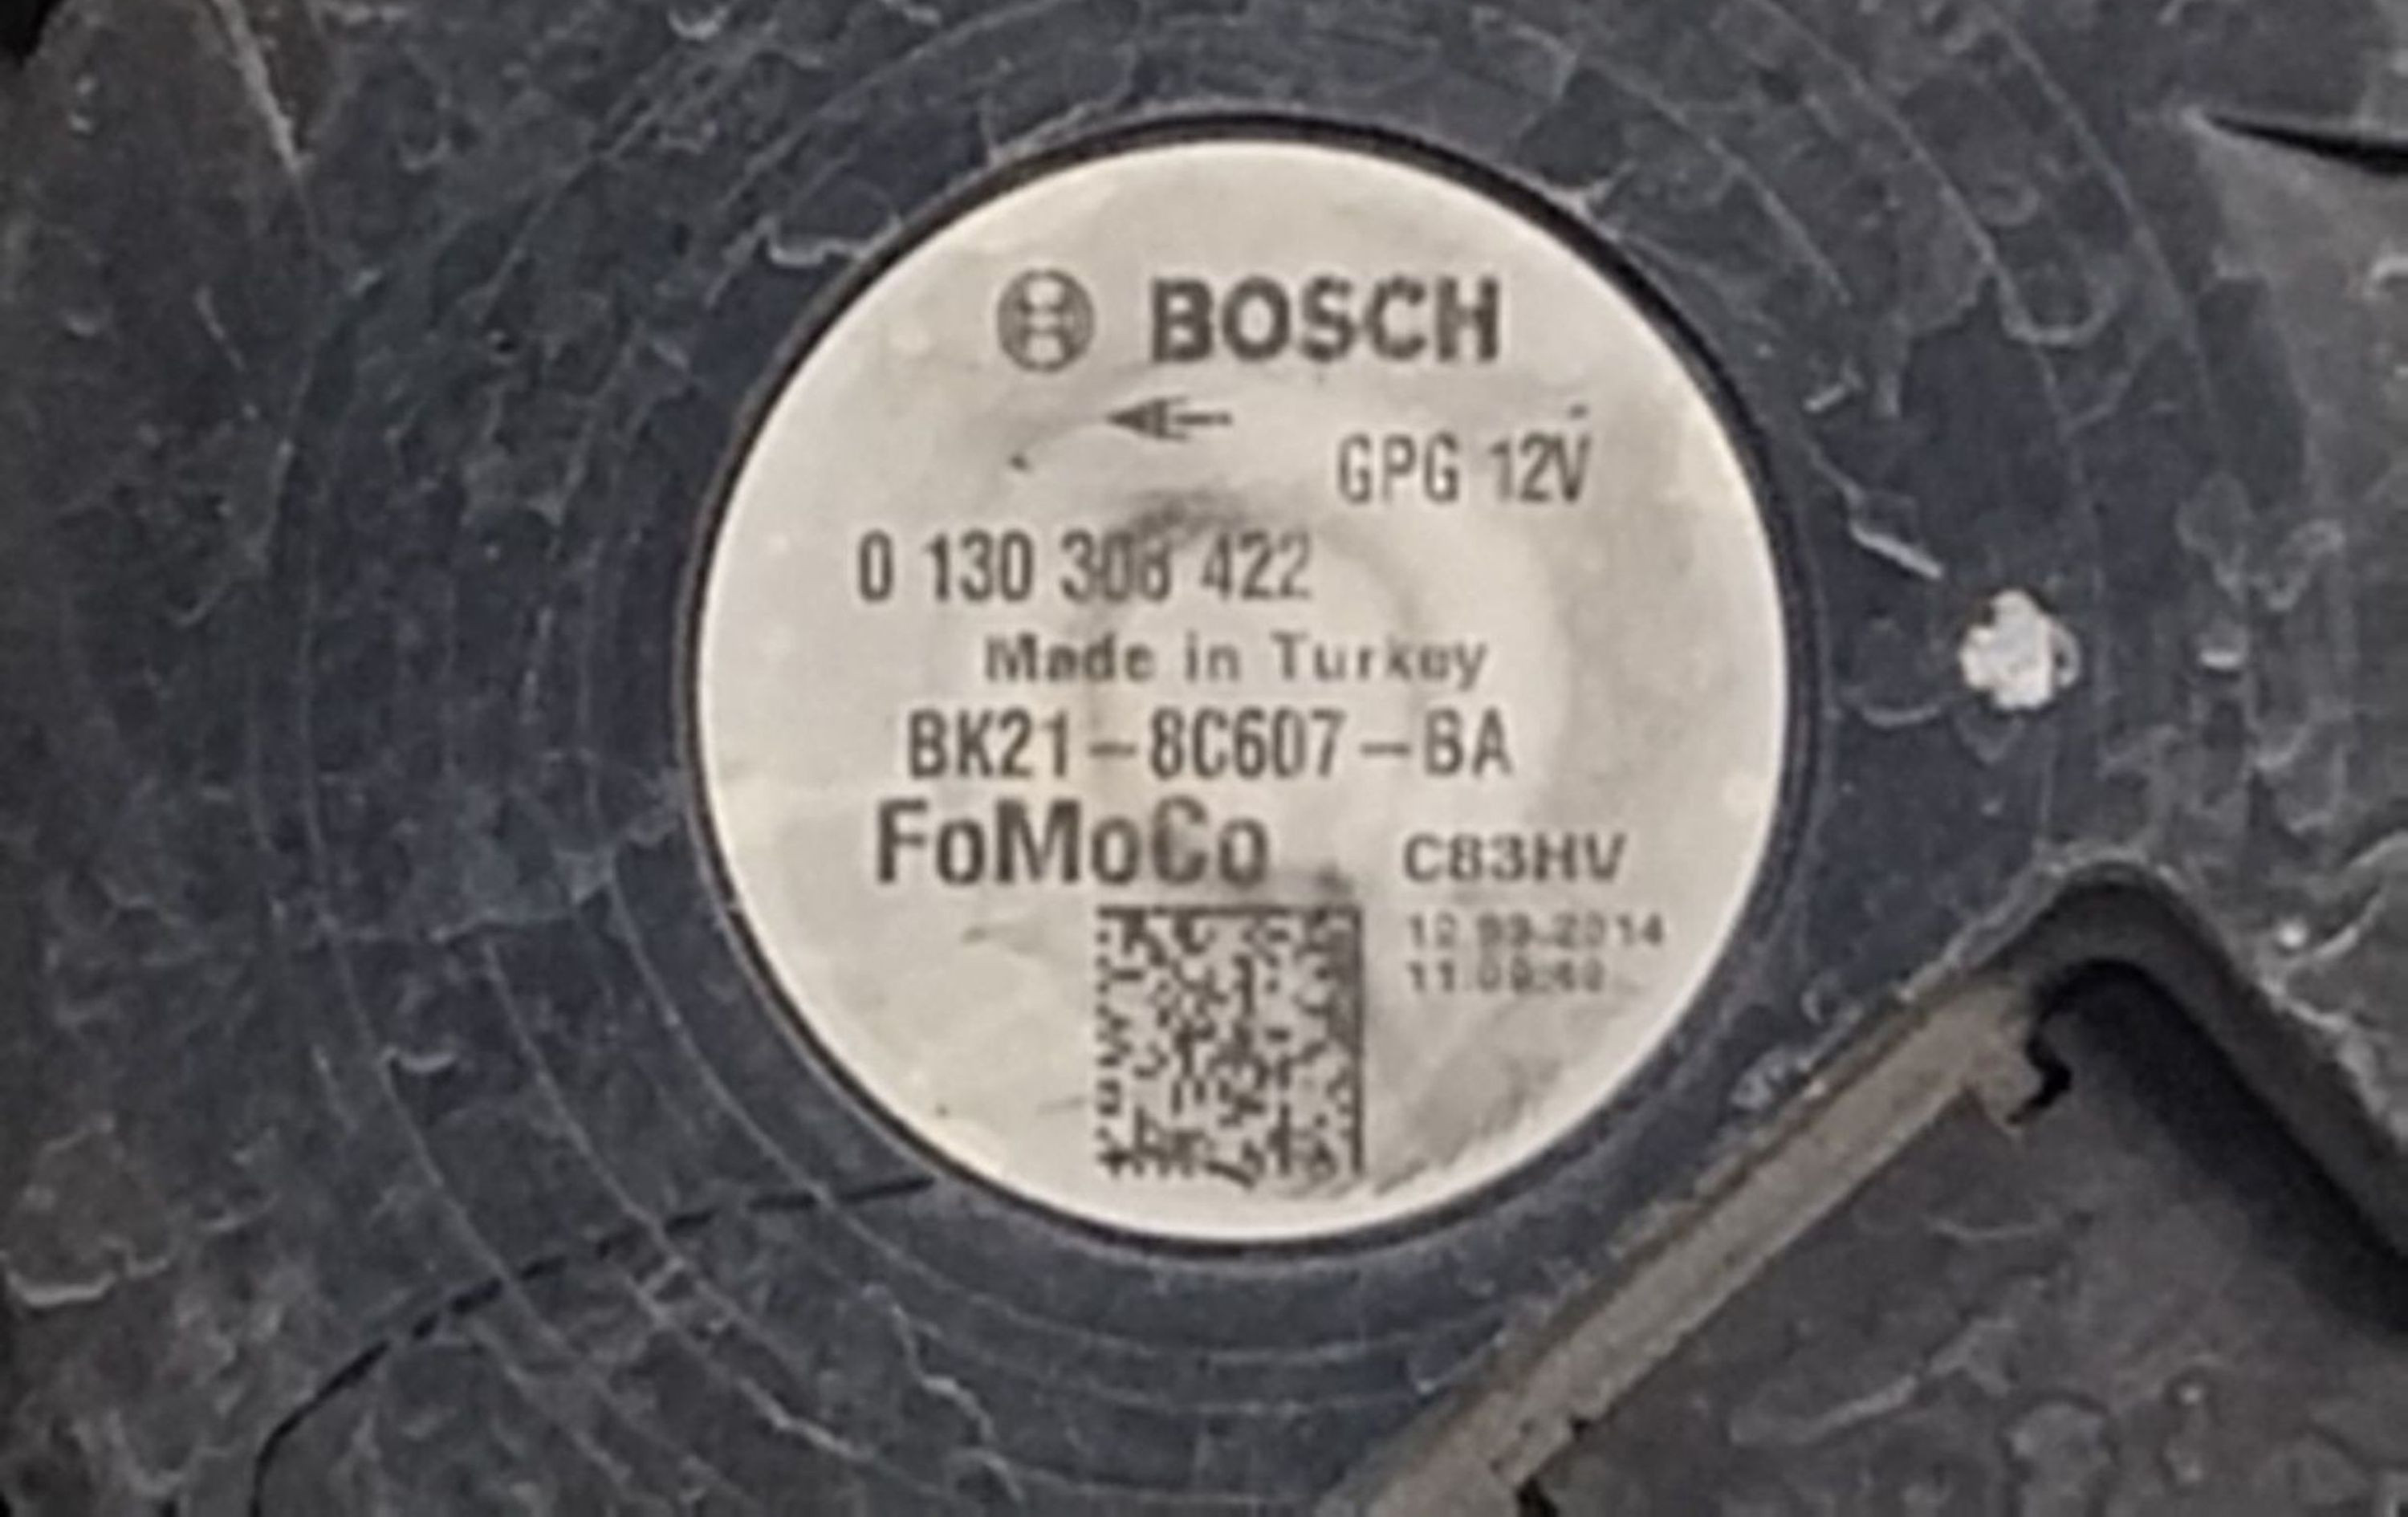 BOSCH
GPG 12V
0 130 308 422
Made in Turkey
BK21-8C607-BA
FoMoCo
C83HV